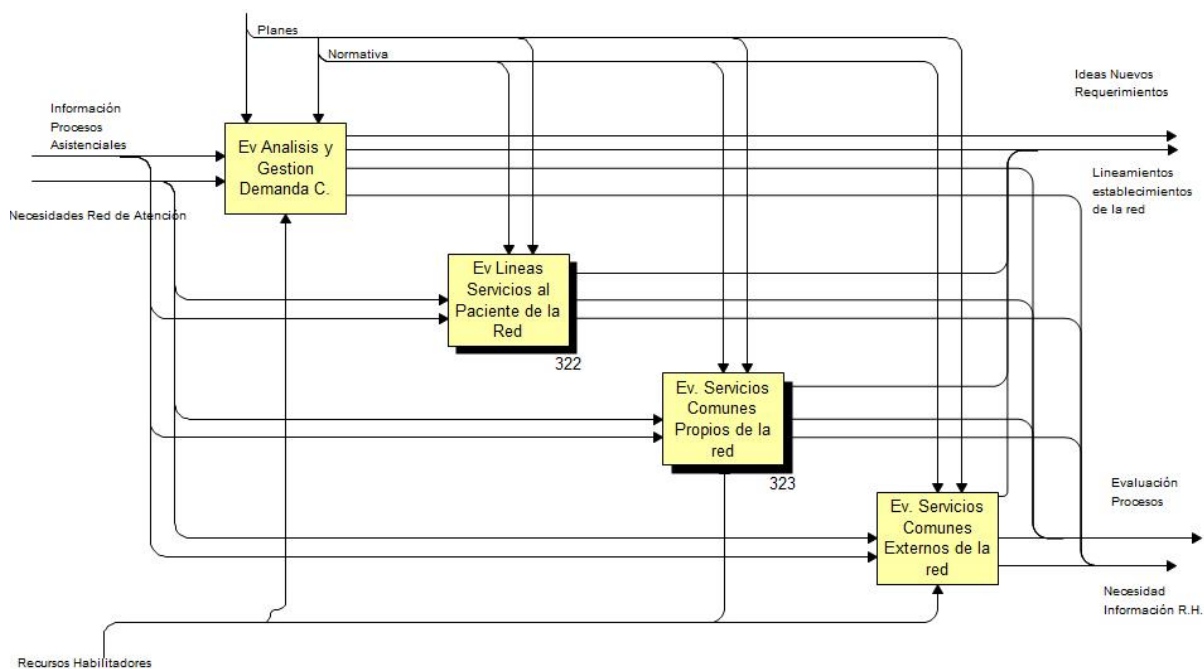 Planes
Normativa
Ideas Nuevos
Requerimientos
Información
Procesos
Asistenciales
Ev Analisis y
Gestion
Demanda C.
Lineamientos
establecimientos
de la red
Necesidades Red de Atención
Ev Lineas
Servicios al
Paciente de la
Red
322
Ev. Servicios
Comunes
Propios de la
red
323
Evaluación
Procesos
Ev. Servicios
Comunes
Externos de la
red
Necesidad
Información R.H.
Recursos Habilitadores